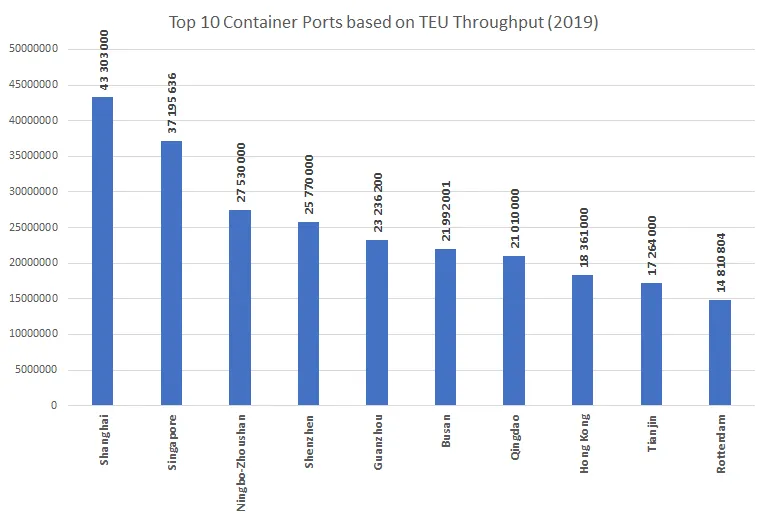 Top 10 Container Ports based on TEU Throughput (2019)
50000000
45000000
40000000
35000000
30000000
25000000
20000000
15000000
10000000
5000000
0
43 303 000
37 195 636
27 530 000
25 770 000
23 236 200
21 992 001
21 010 000
18 361 000
17 264 000
14 810 804
Shanghai
Singapore
Ningbo-Zhoushan
Shenzhen
Guanzhou
Busan
Qingdao
Hong Kong
Tianjin
Rotterdam